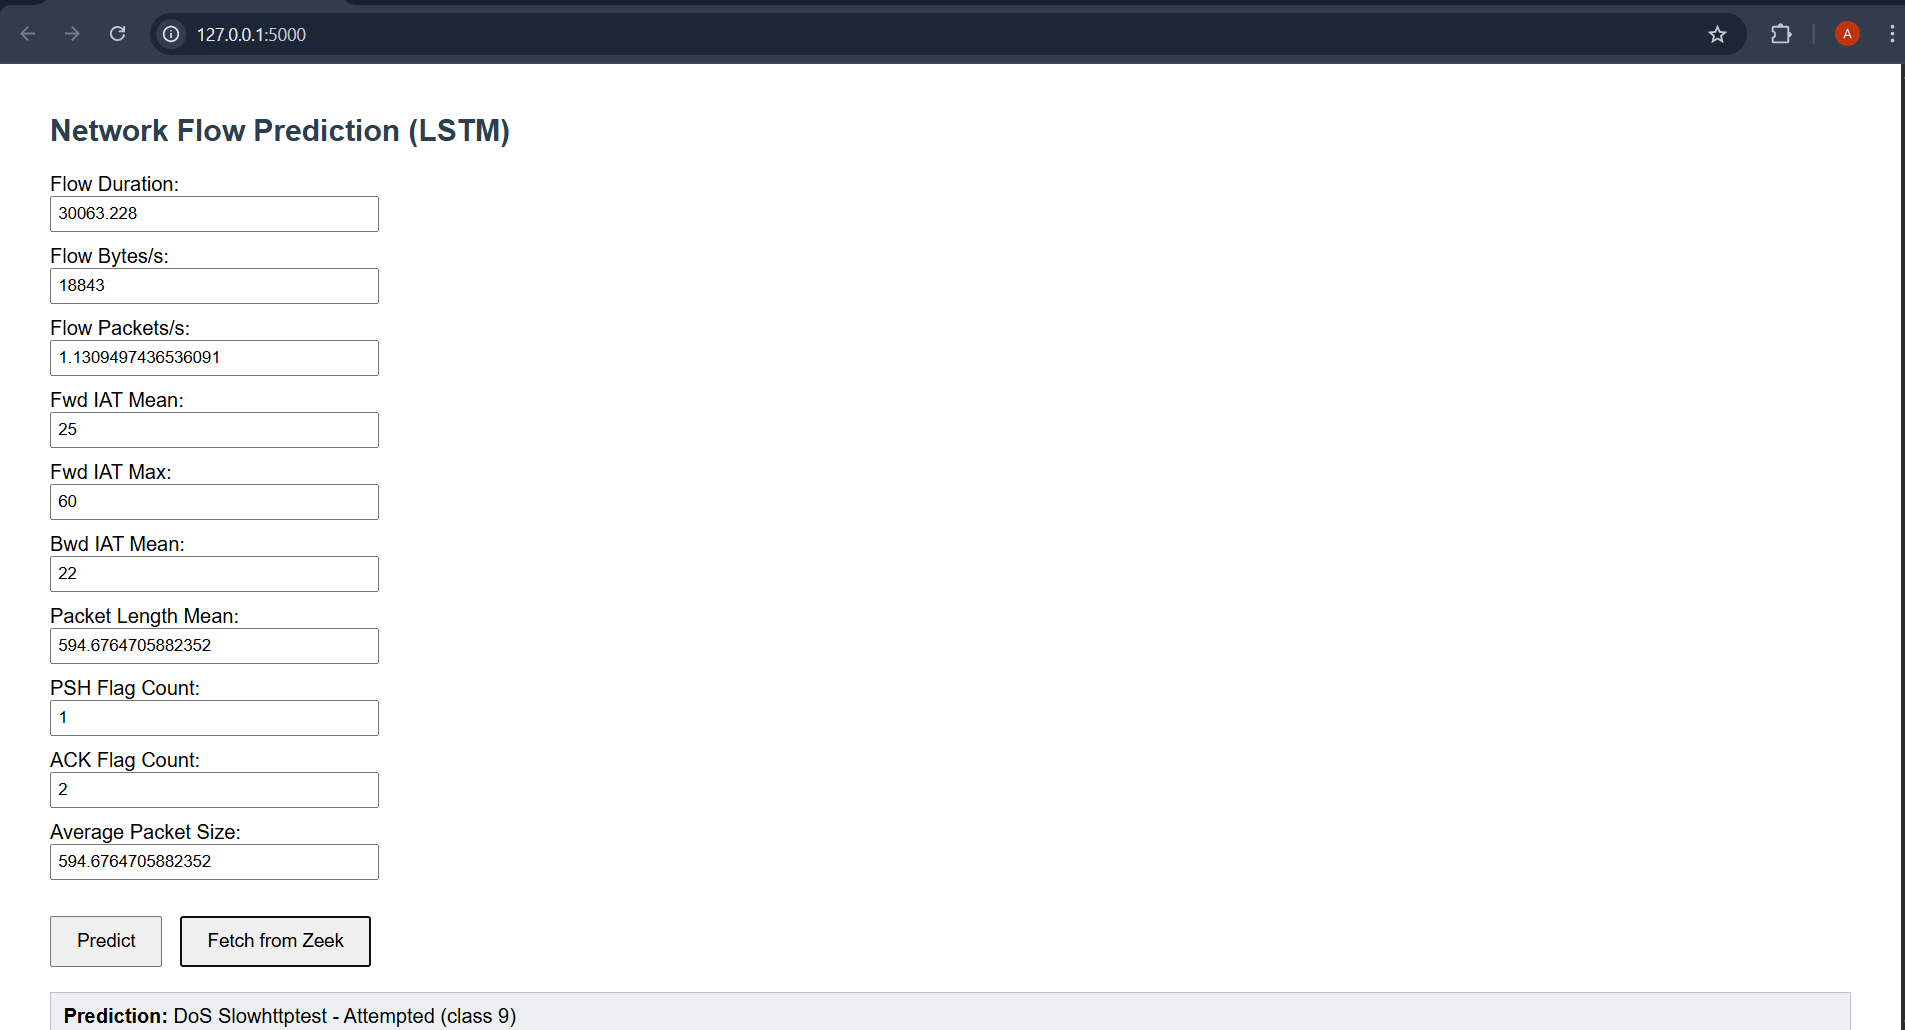 127.0.0.1:5000
A
Network Flow Prediction (LSTM)
Flow Duration:
30063.228
Flow Bytes/s:
18843
Flow Packets/s:
1.1309497436536091
Fwd IAT Mean:
25
Fwd IAT Max:
60
Bwd IAT Mean:
22
Packet Length Mean:
594.6764705882352
PSH Flag Count:
1
ACK Flag Count:
2
Average Packet Size:
594.6764705882352
Predict Fetch from Zeek
Prediction: DoS Slowhttptest - Attempted (class 9)